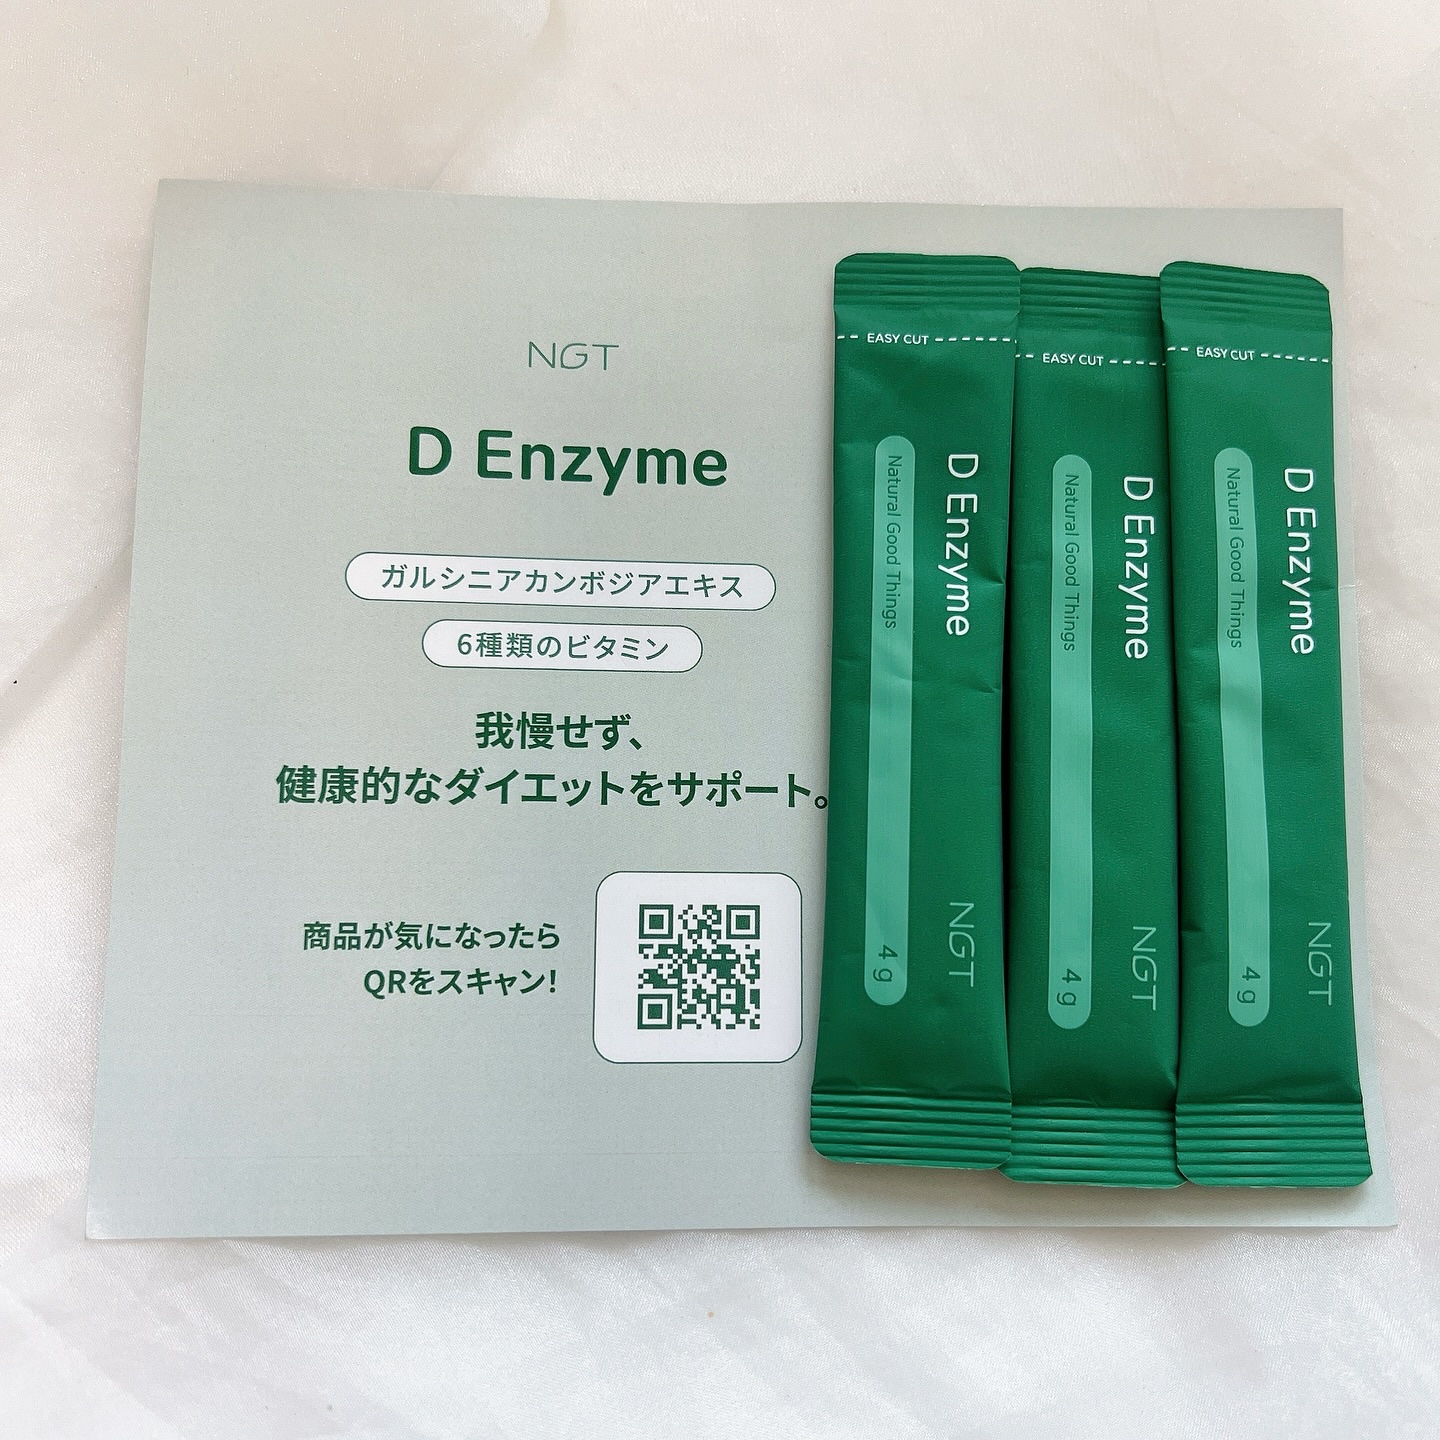 NGT
D Enzyme
ガルシニアカンボジアエキス
6種類のビタミン
我慢せず、
健康的なダイエットをサポート。
商品が気になったら
QRをスキャン!
EASY CUT
D Enzyme
Natural Good Things
4 g
NGT
EASY CUT
D Enzyme
Natural Good Things
4 g
NGT
EASY CUT
D Enzyme
Natural Good Things
4 g
NGT